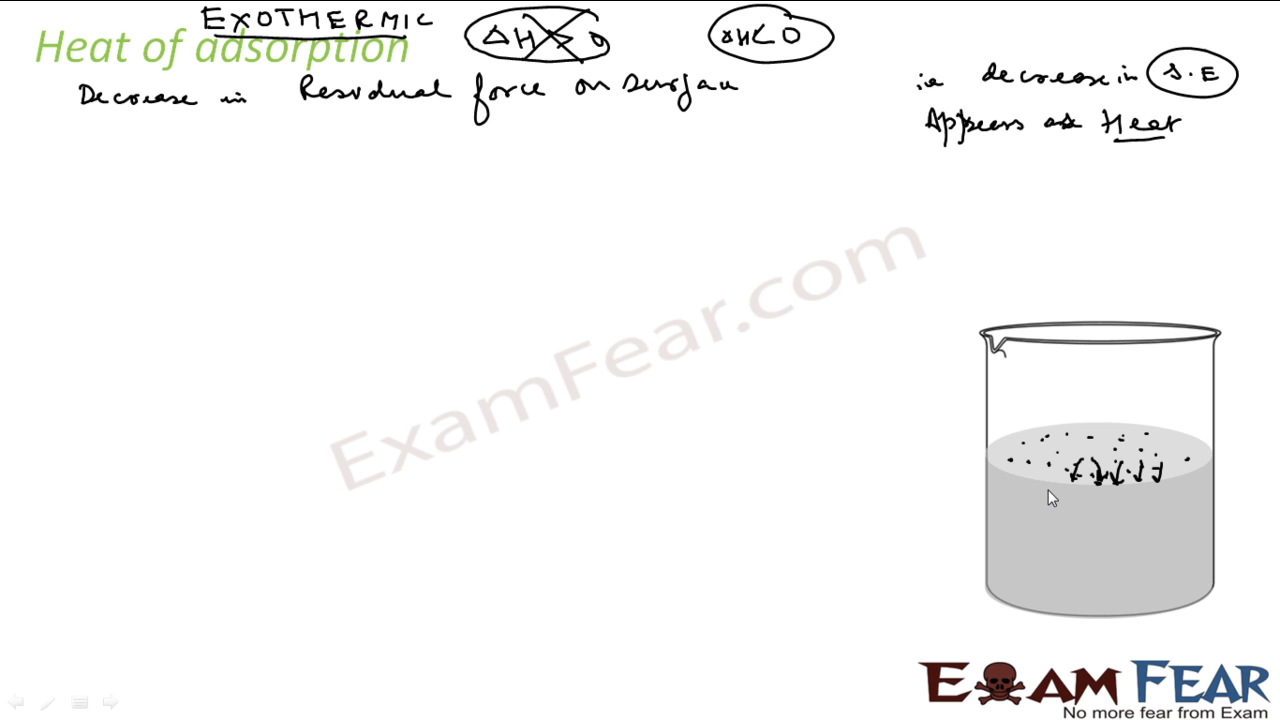 EXOTHERMIC
ΔH > 0
ΔH < 0
Heat of adsorption
Decrease in Residual force on surface
ie decrease in S.E
Appears as Heat
ExamFear.com
EXAM FEAR
No more fear from Exam